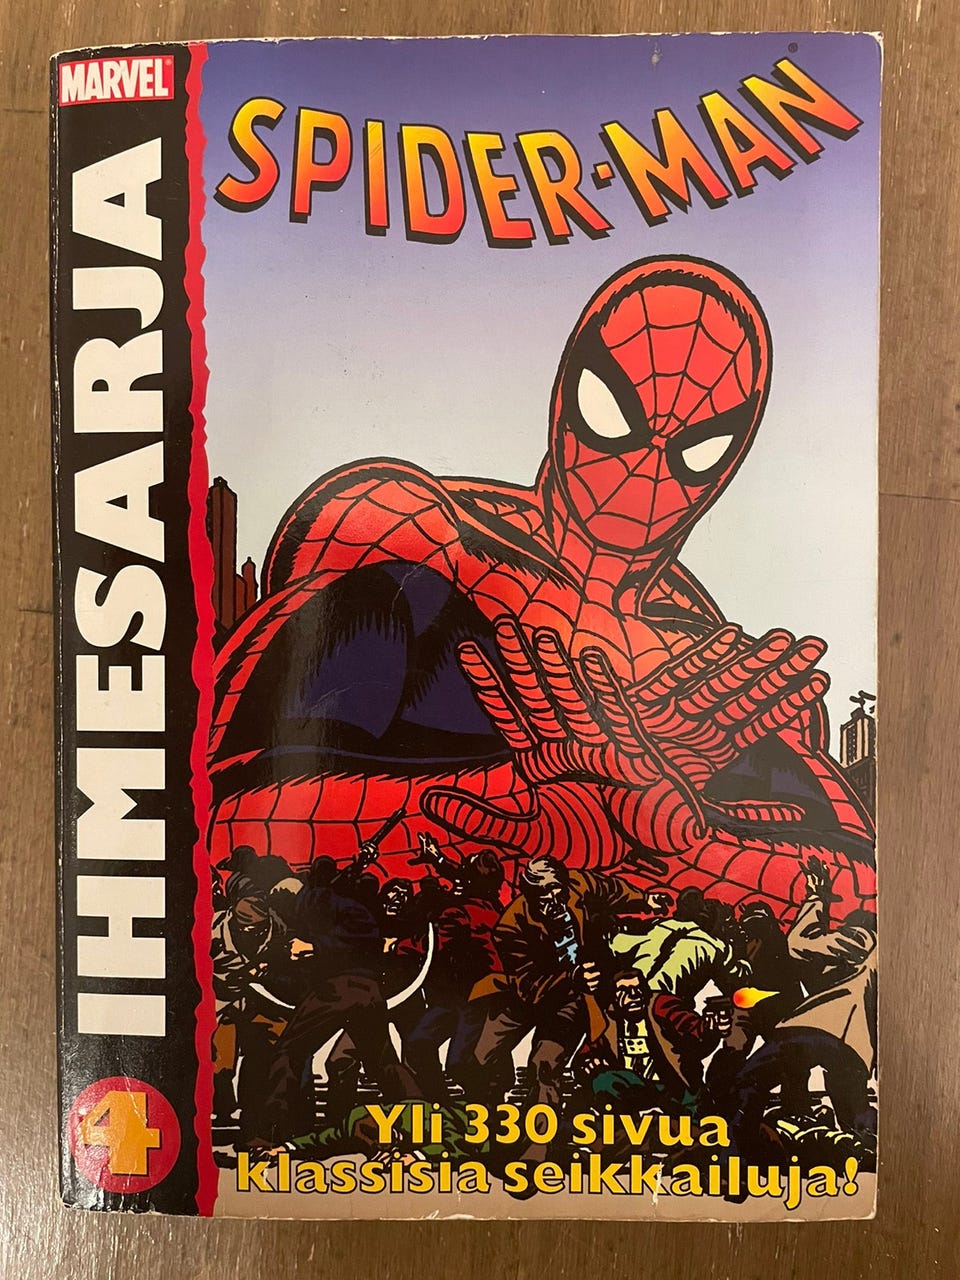 MARVEL
IHMESARJA
4
SPIDER-MAN
Yli 330 sivua
klassisia seikkailuja!